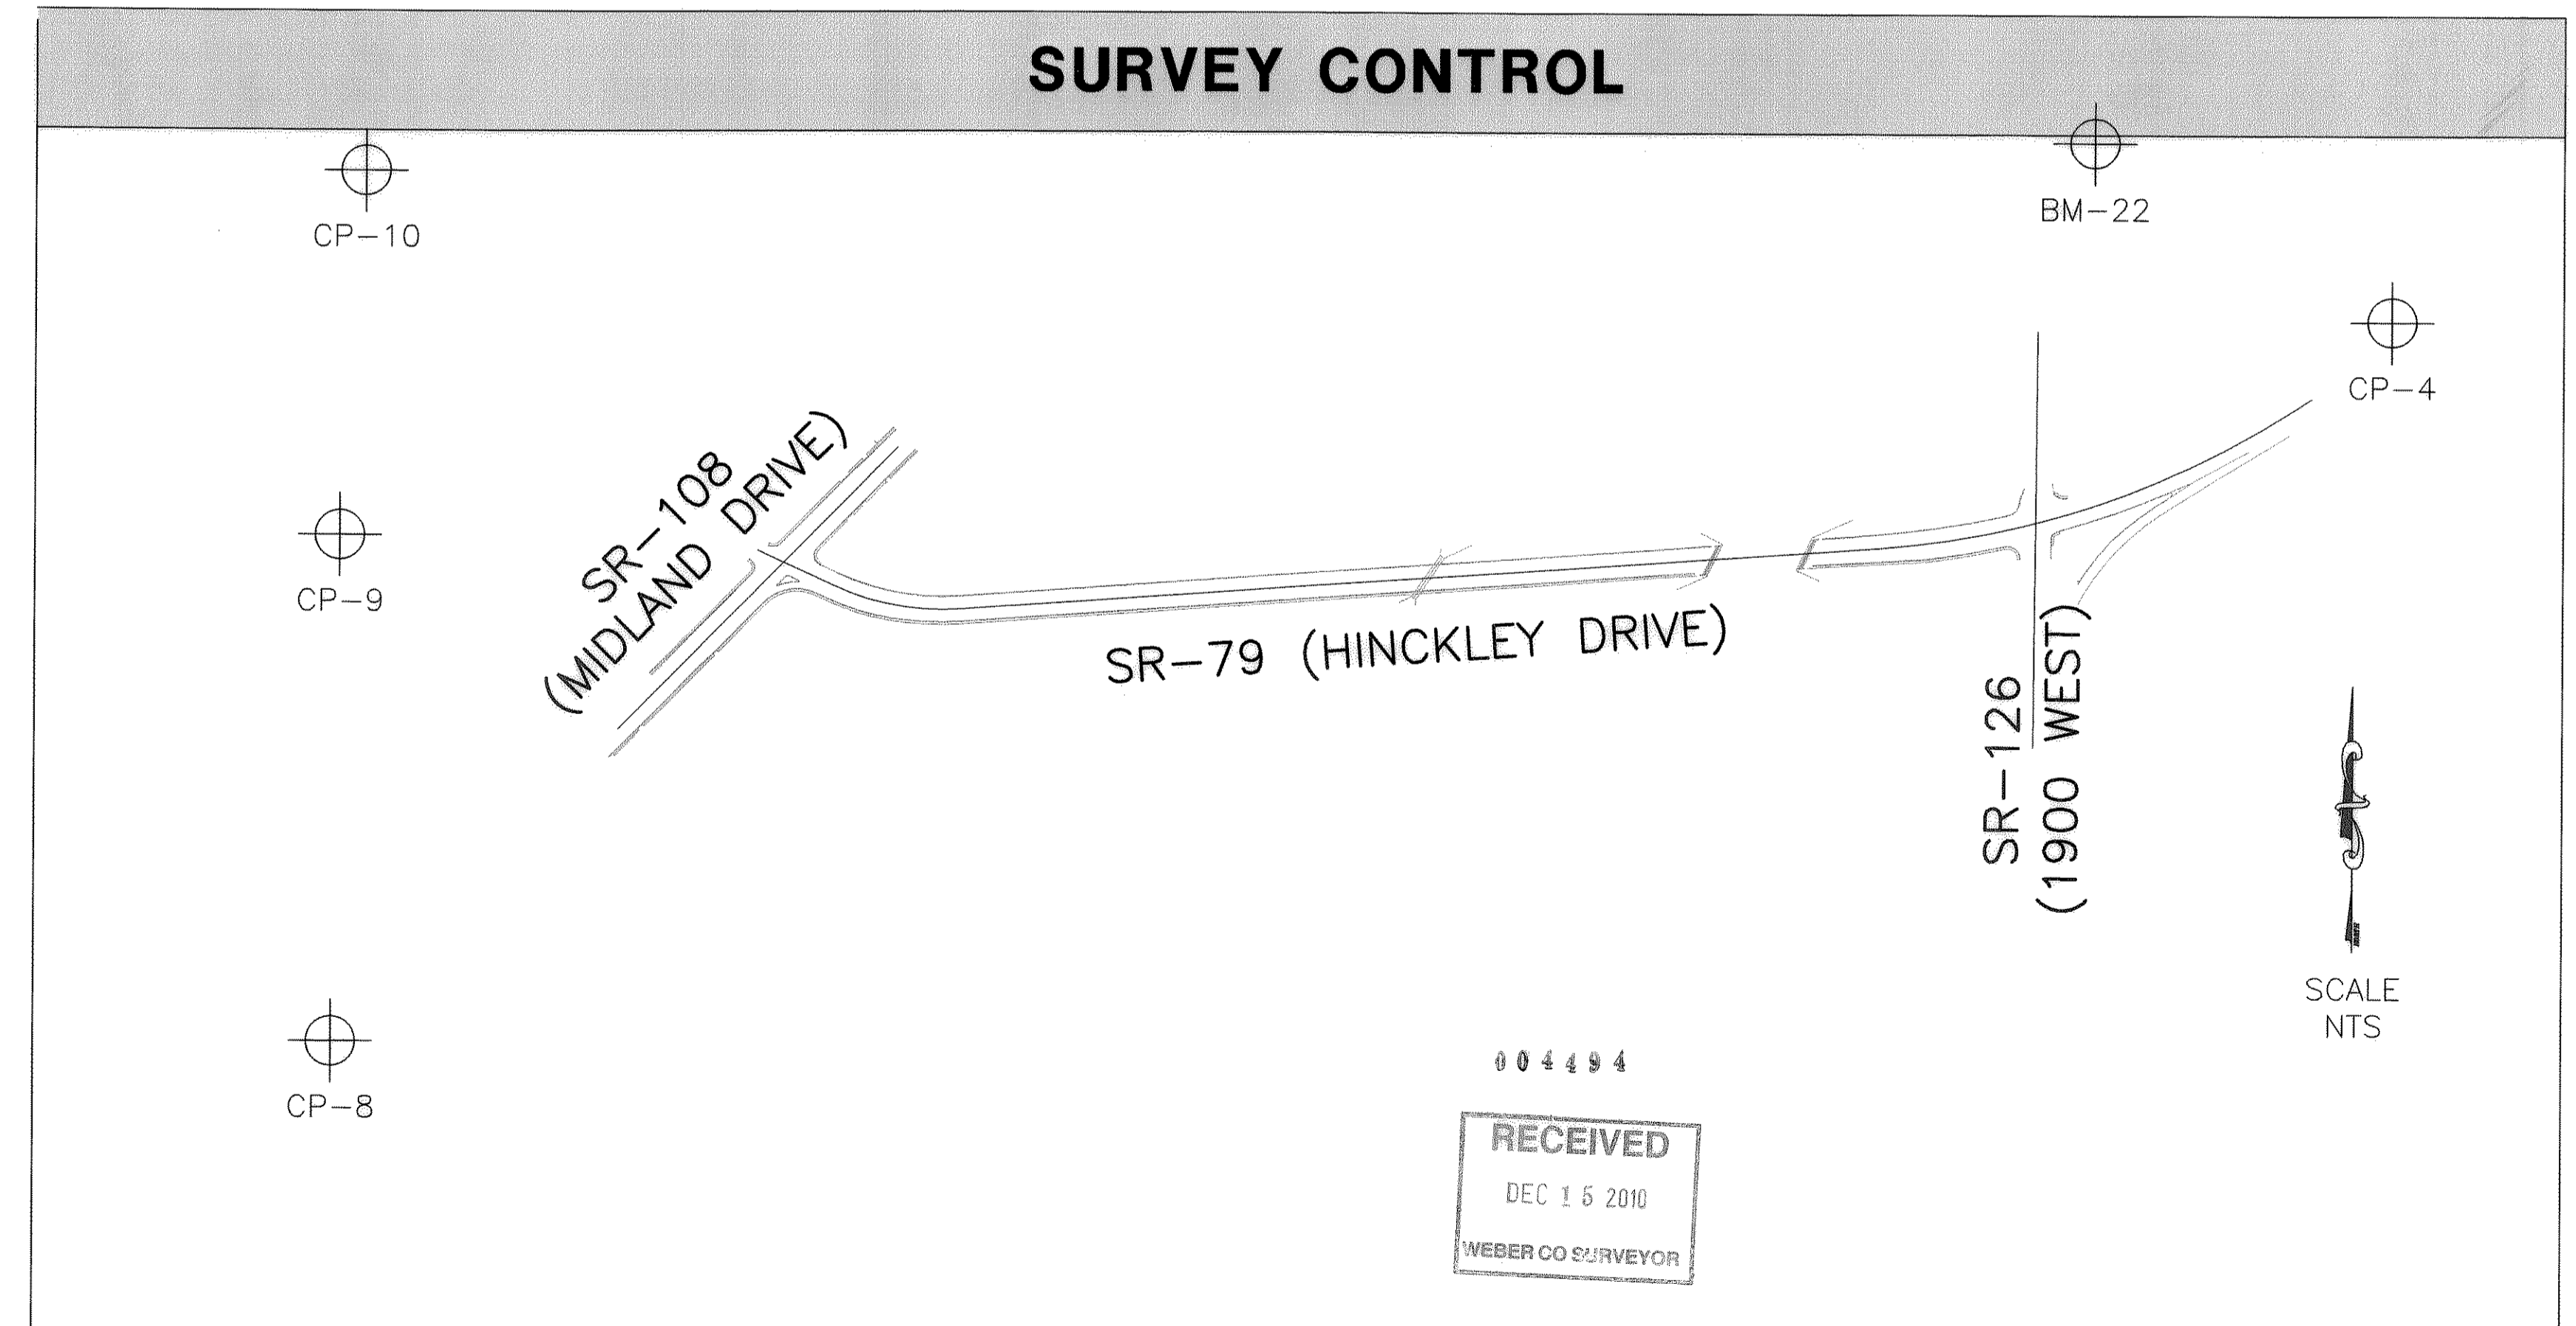 SURVEY CONTROL
CP-10
BM-22
CP-4
SR-108
(MIDLAND DRIVE)
CP-9
SR-79 (HINCKLEY DRIVE)
SR-126
(1900 WEST)
SCALE
NTS
CP-8
004494
RECEIVED
DEC 15 2010
WEBER CO SURVEYOR